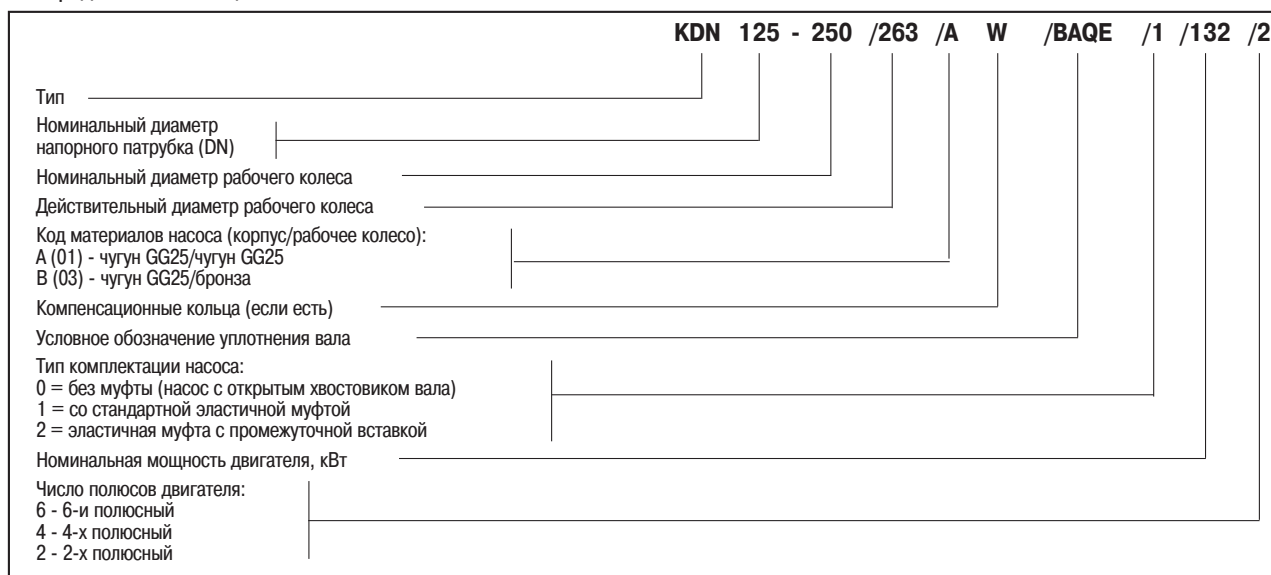 KDN 125 - 250 /263 /A W /BAQE /1 /132 /2
Тип
Номинальный диаметр
напорного патрубка (DN)
Номинальный диаметр рабочего колеса
Действительный диаметр рабочего колеса
Код материалов насоса (корпус/рабочее колесо):
A (01) - чугун GG25/чугун GG25
B (03) - чугун GG25/бронза
Компенсационные кольца (если есть)
Условное обозначение уплотнения вала
Тип комплектации насоса:
0 = без муфты (насос с открытым хвостовиком вала)
1 = со стандартной эластичной муфтой
2 = эластичная муфта с промежуточной вставкой
Номинальная мощность двигателя, кВт
Число полюсов двигателя:
6 - 6-и полюсный
4 - 4-х полюсный
2 - 2-х полюсный